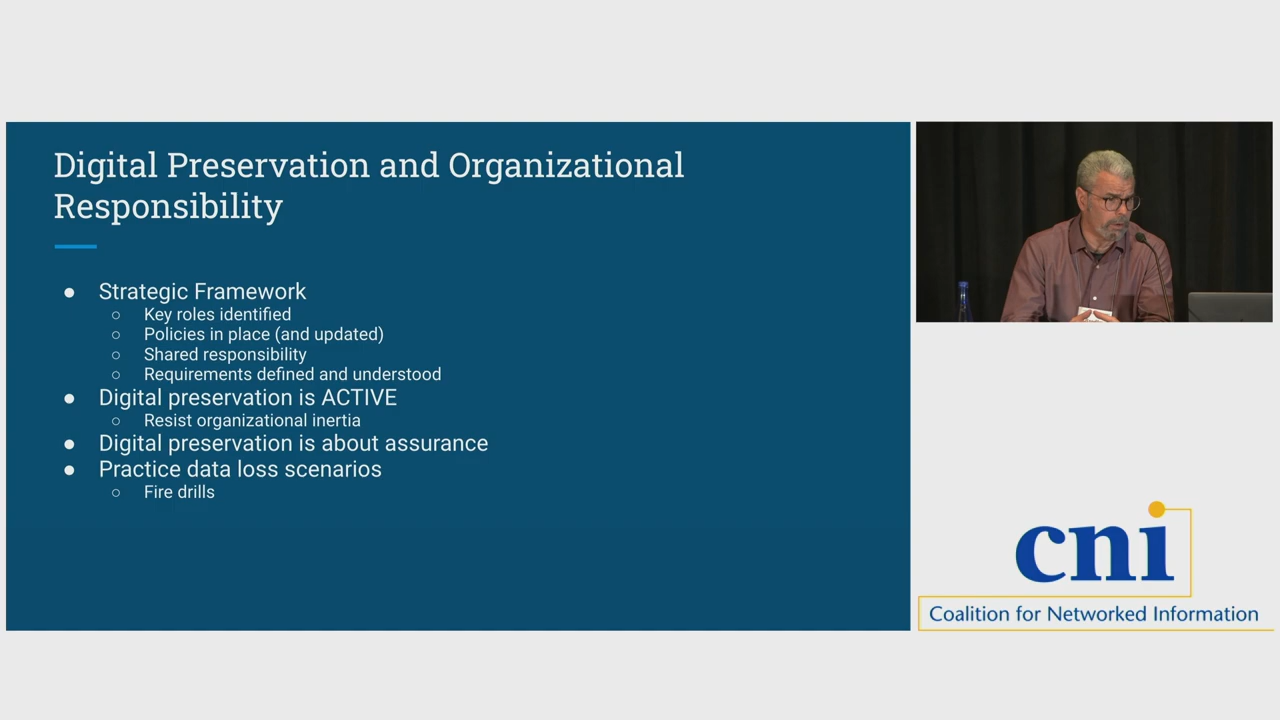 Digital Preservation and Organizational
Responsibility
● Strategic Framework
○ Key roles identified
○ Policies in place (and updated)
○ Shared responsibility
○ Requirements defined and understood
● Digital preservation is ACTIVE
○ Resist organizational inertia
● Digital preservation is about assurance
● Practice data loss scenarios
○ Fire drills
cni
Coalition for Networked Information